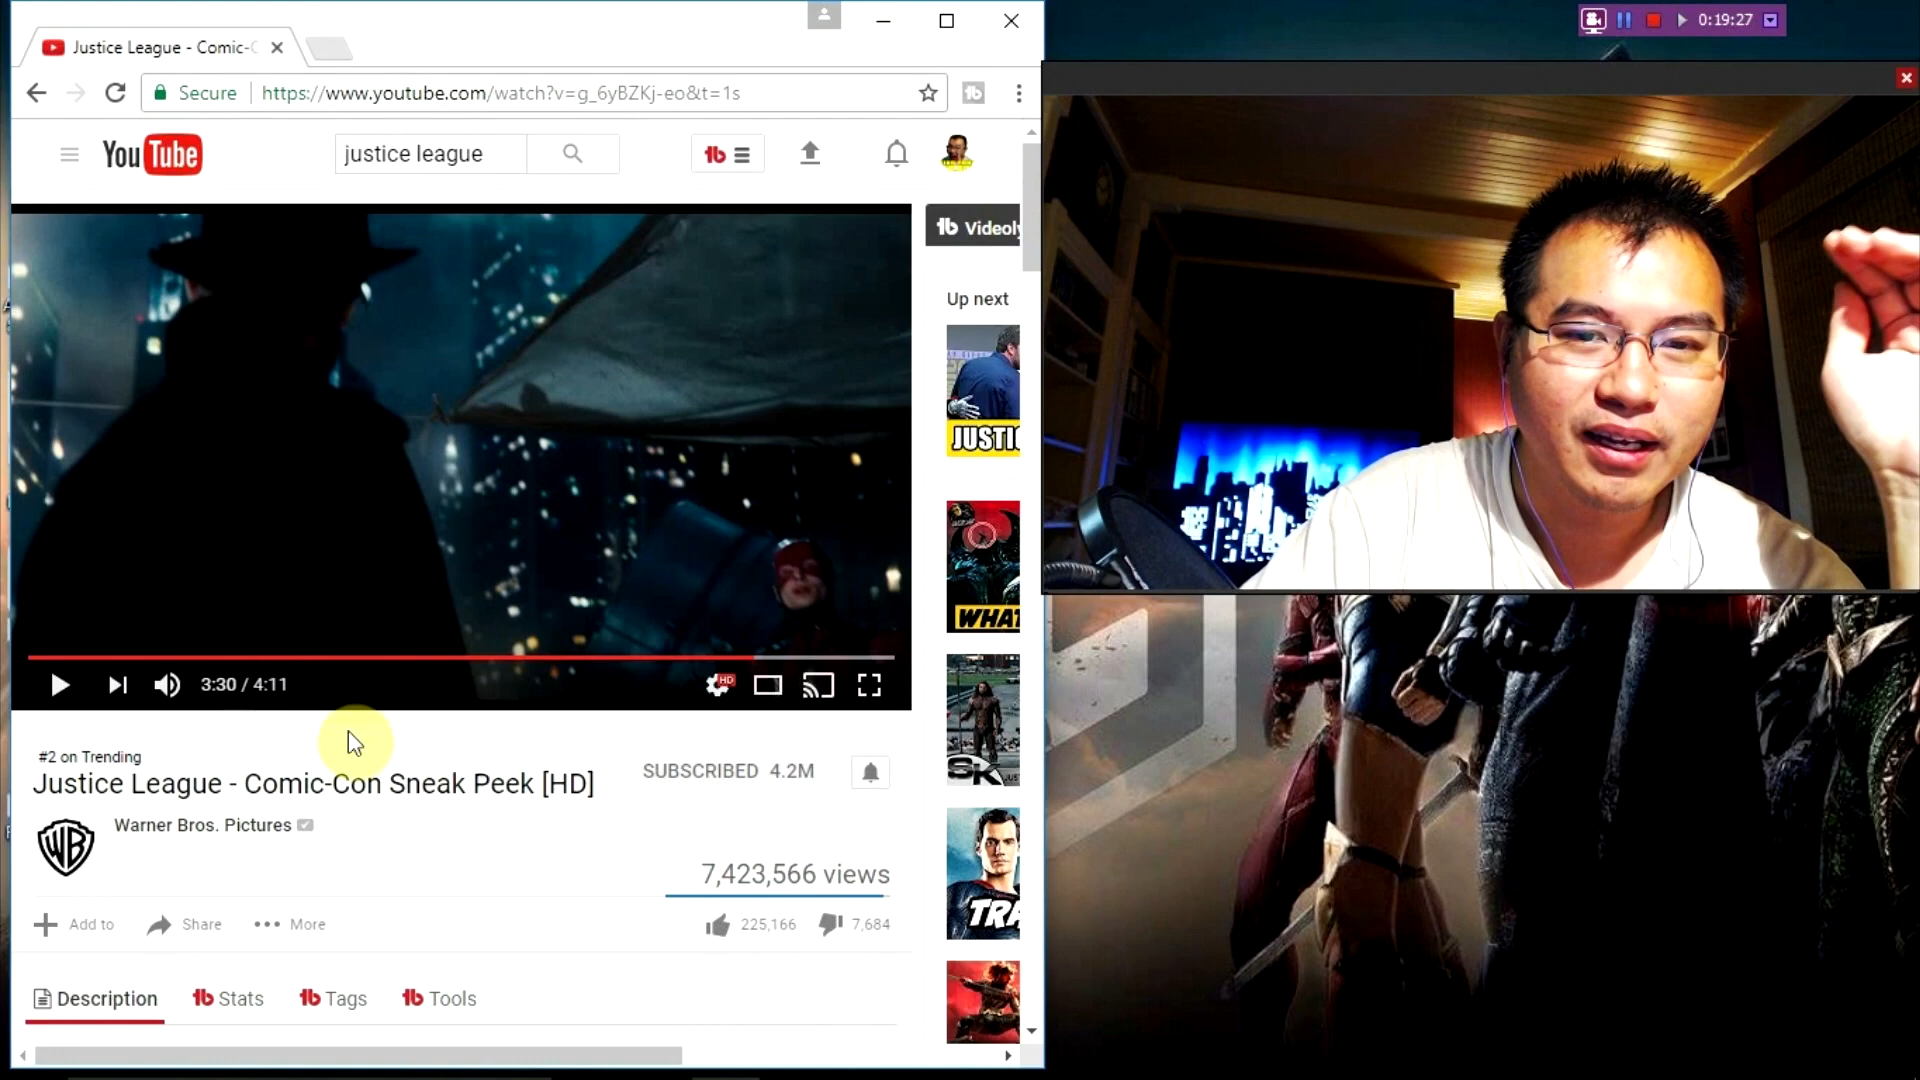 Justice League - Comic-C
Secure
https://www.youtube.com/watch?v=g_6yBZKj-eo&t=1s
0:19:27
YouTube
justice league
Videoly
Up next
JUSTIC
WHAT
SK
JUST
TRA
3:30 / 4:11
HD
#2 on Trending
Justice League - Comic-Con Sneak Peek [HD]
SUBSCRIBED 4.2M
WB
Warner Bros. Pictures
7,423,566 views
Add to
Share
More
225,166
7,684
Description
Stats
Tags
Tools